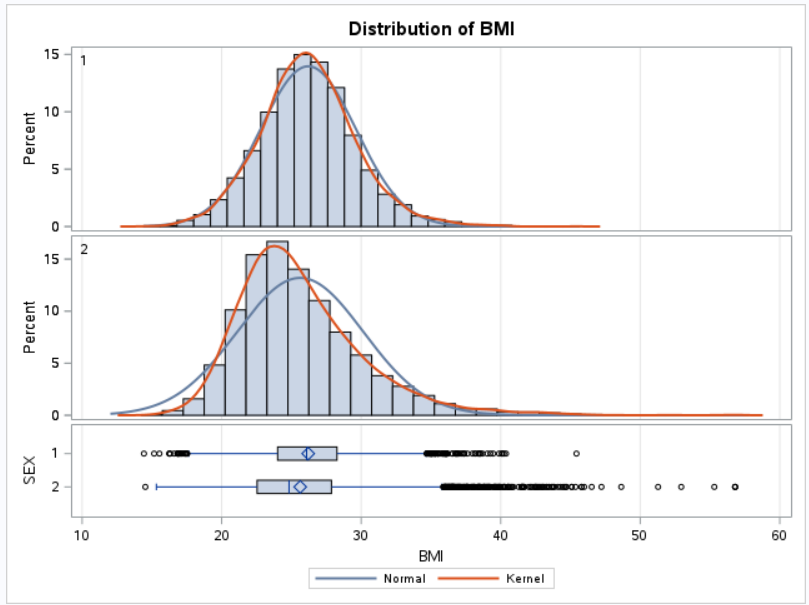 Distribution of BMI
1
Percent
15
10
5
0
2
Percent
15
10
5
0
SEX
1
2
10 20 30 40 50 60
BMI
Normal Kernel